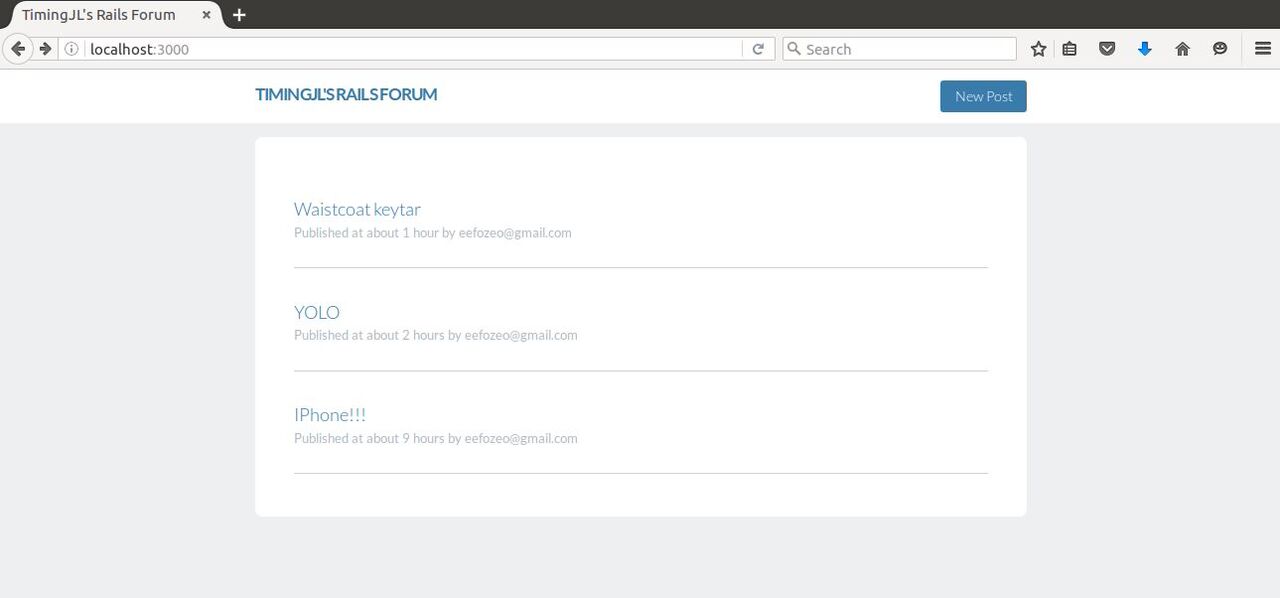 TimingJL's Rails Forum
localhost:3000
Search
TIMINGJL'S RAILS FORUM
New Post
Waistcoat keytar
Published at about 1 hour by eefozeo@gmail.com
YOLO
Published at about 2 hours by eefozeo@gmail.com
IPhone!!!
Published at about 9 hours by eefozeo@gmail.com